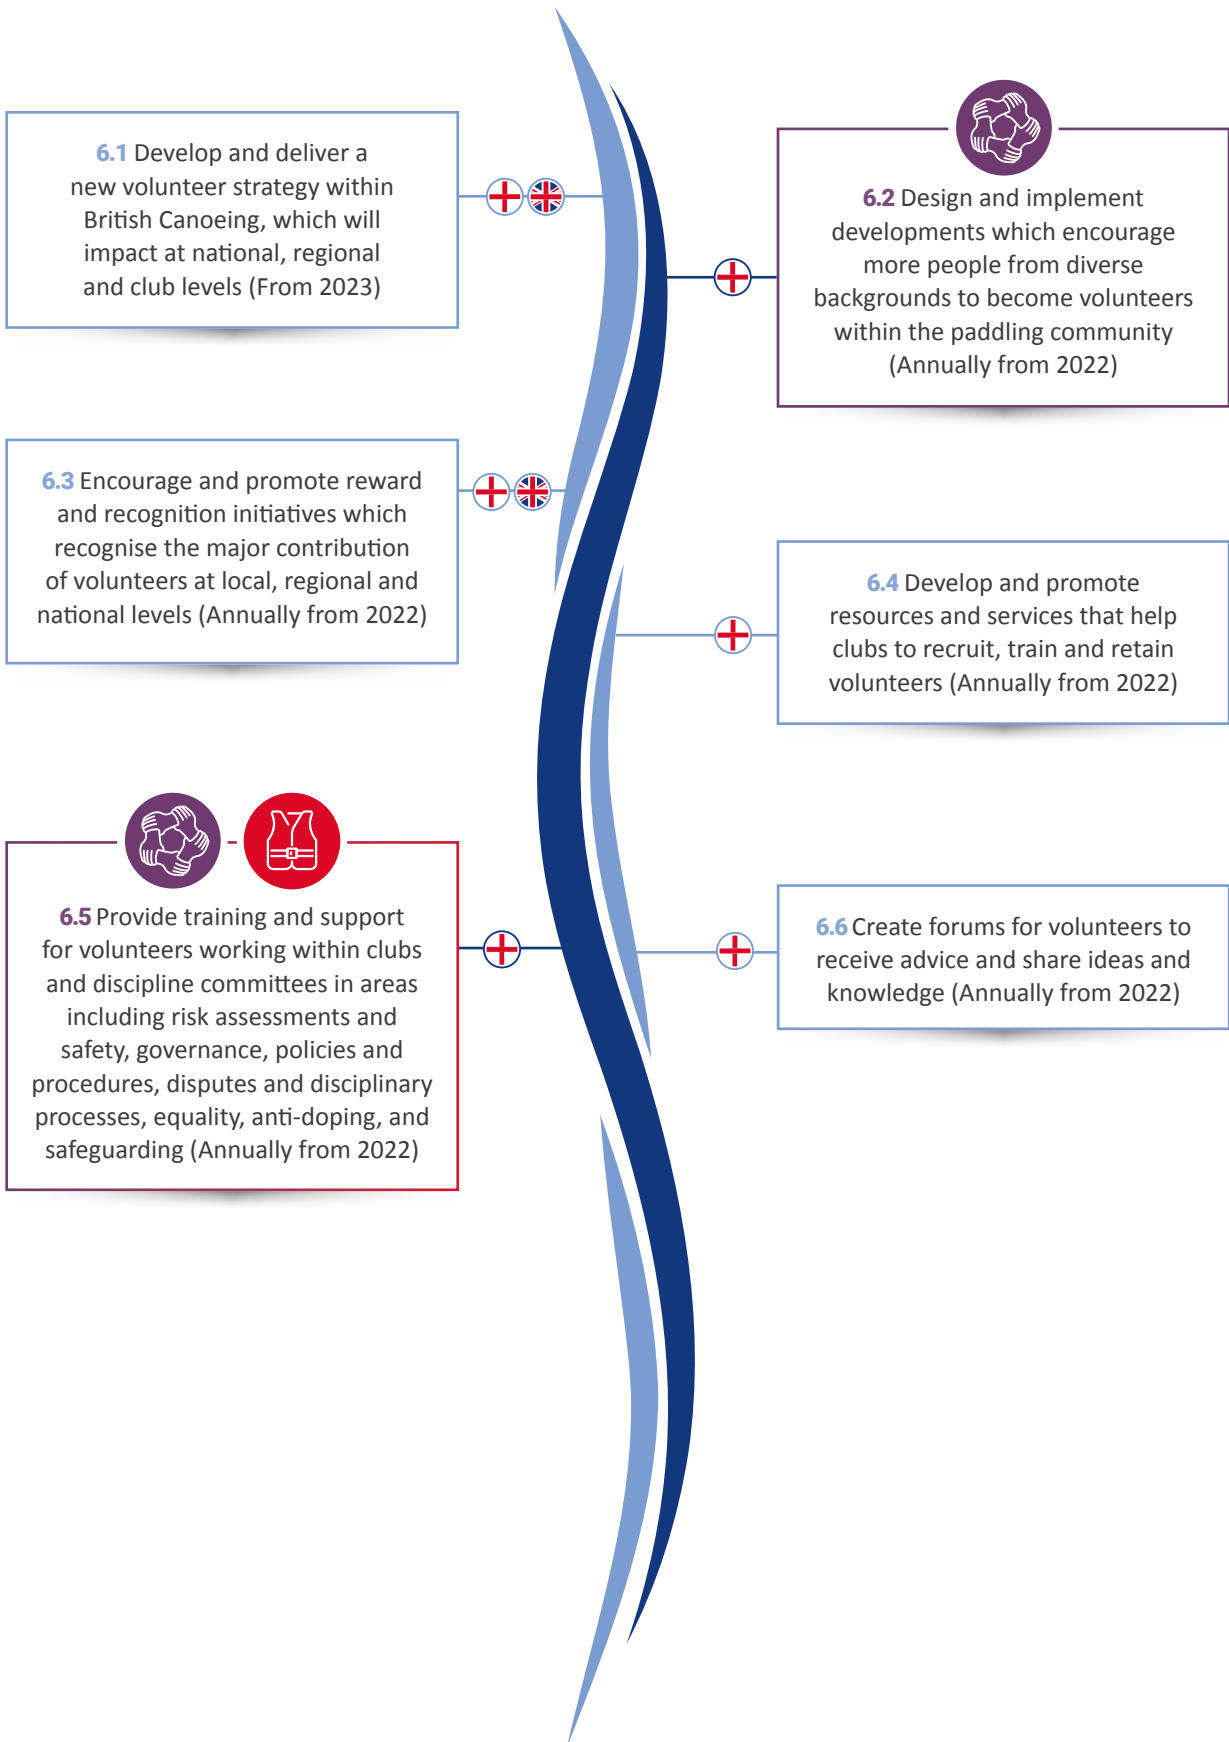 6.1 Develop and deliver a
new volunteer strategy within
British Canoeing, which will
impact at national, regional
and club levels (From 2023)
6.2 Design and implement
developments which encourage
more people from diverse
backgrounds to become volunteers
within the paddling community
(Annually from 2022)
6.3 Encourage and promote reward
and recognition initiatives which
recognise the major contribution
of volunteers at local, regional and
national levels (Annually from 2022)
6.4 Develop and promote
resources and services that help
clubs to recruit, train and retain
volunteers (Annually from 2022)
6.5 Provide training and support
for volunteers working within clubs
and discipline committees in areas
including risk assessments and
safety, governance, policies and
procedures, disputes and disciplinary
processes, equality, anti-doping, and
safeguarding (Annually from 2022)
6.6 Create forums for volunteers to
receive advice and share ideas and
knowledge (Annually from 2022)